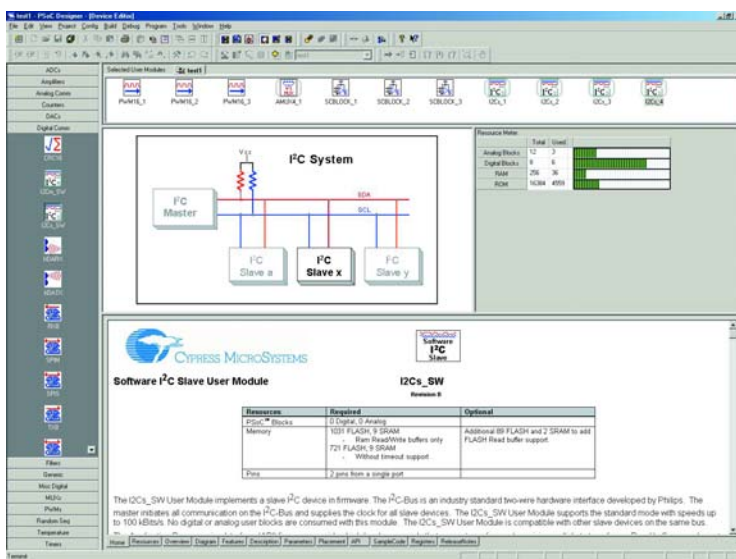 test1 - PSoC Designer - [Device Editor]
File Edit View Project Config Build Debug Program Tools Window Help
ADCs
Amplifiers
Analog Comm
Counters
DACs
Digital Comm
CRC16
I2Cm_SW
I2Cs_SW
IrDARX
IrDATX
SPIM
SPIS
Filters
Generic
Misc Digital
MUXs
PWMs
Random Seq
Temperature
Timers
Selected User Modules
test1
PWM16_1
PWM16_2
PWM16_3
AMUX4_1
SCBLOCK_1
SCBLOCK_2
SCBLOCK_3
I2Cs_1
I2Cs_2
I2Cs_3
I2Cs_4
I²C System
Vcc
SDA
SCL
I²C
Master
I²C
Slave a
I²C
Slave x
I²C
Slave y
Resource Meter
Total Used
Analog Blocks 12 3
Digital Blocks 8 6
RAM 256 36
ROM 16384 4959
CYPRESS MICROSYSTEMS
Software
I²C
Slave
Software I²C Slave User Module
I2Cs_SW
Revision B
Resources Required Optional
PSoC™ Blocks 0 Digital, 0 Analog
Memory 1031 FLASH, 9 SRAM Additional 89 FLASH and 2 SRAM to add
- Ram Read/Write buffers only FLASH Read buffer support.
721 FLASH, 9 SRAM
- Without timeout support
Pins 2 pins from a single port
The I2Cs_SW User Module implements a slave I²C device in firmware. The I²C-Bus is an industry standard two-wire hardware interface developed by Philips. The
master initiates all communication on the I²C-Bus and supplies the clock for all slave devices. The I2Cs_SW User Module supports the standard mode with speeds up
to 100 kBits/s. No digital or analog user blocks are consumed with this module. The I2Cs_SW User Module is compatible with other slave devices on the same bus.
Home Resources Overview Diagram Features Description Parameters Placement API SampleCode Registers ReleaseNotes